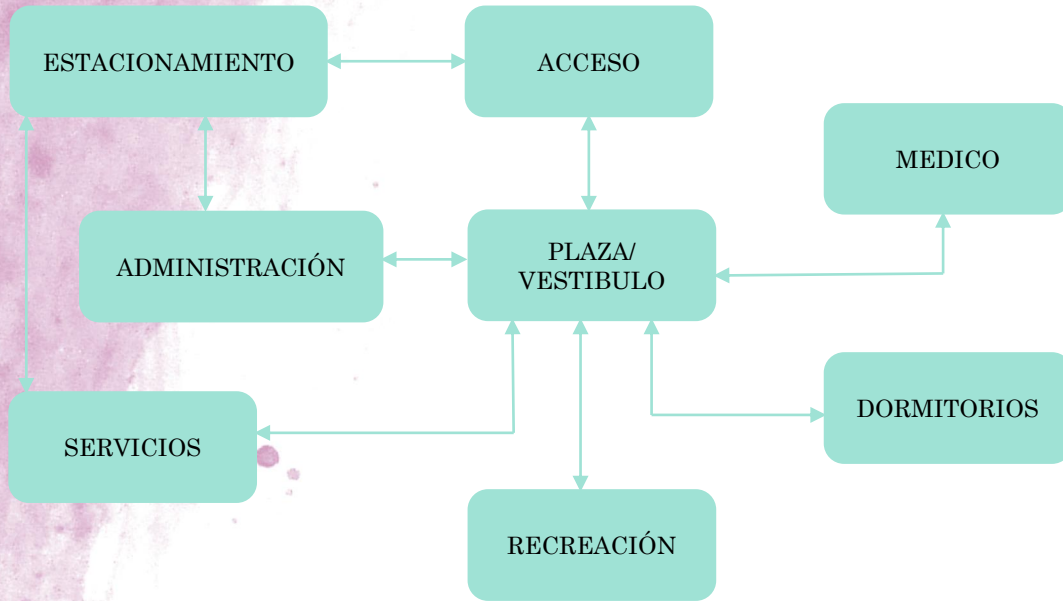 ESTACIONAMIENTO
ACCESO
MEDICO
ADMINISTRACIÓN
PLAZA/
VESTIBULO
DORMITORIOS
SERVICIOS
RECREACIÓN